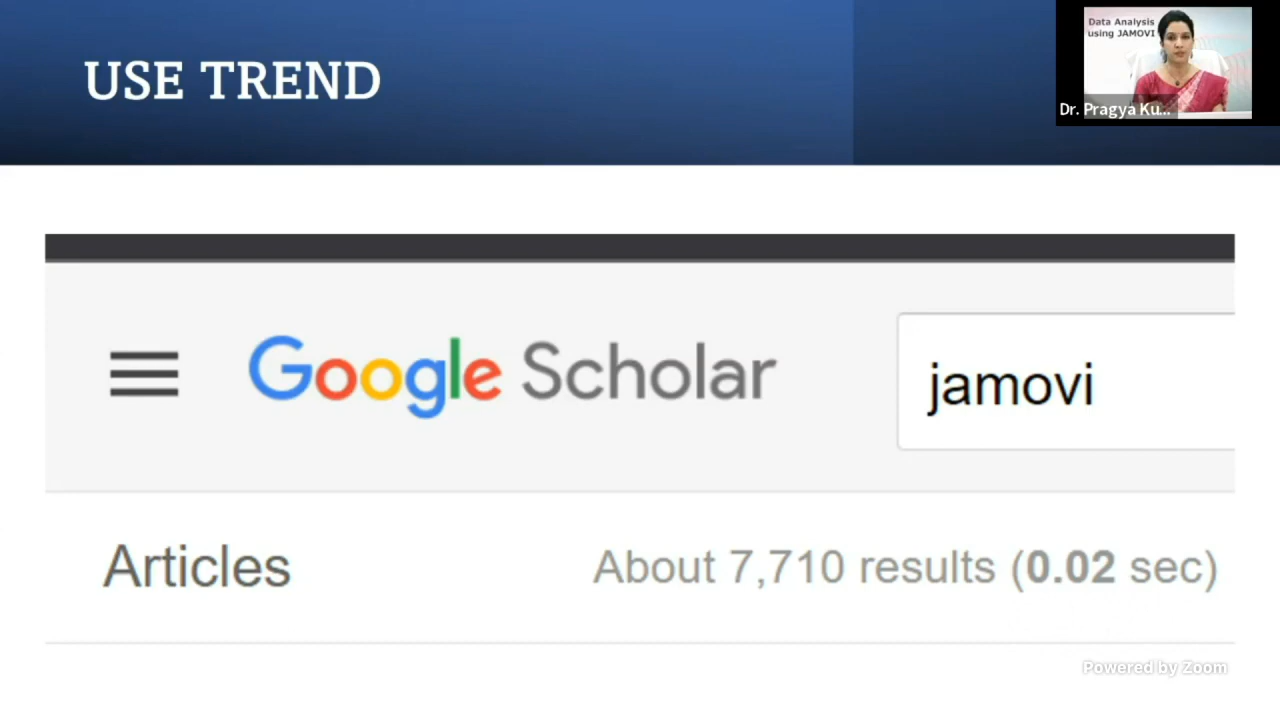 USE TREND
Data Analysis
using JAMOVI
Dr. Pragya Ku...
Google Scholar
jamovi
Articles
About 7,710 results (0.02 sec)
Powered by Zoom